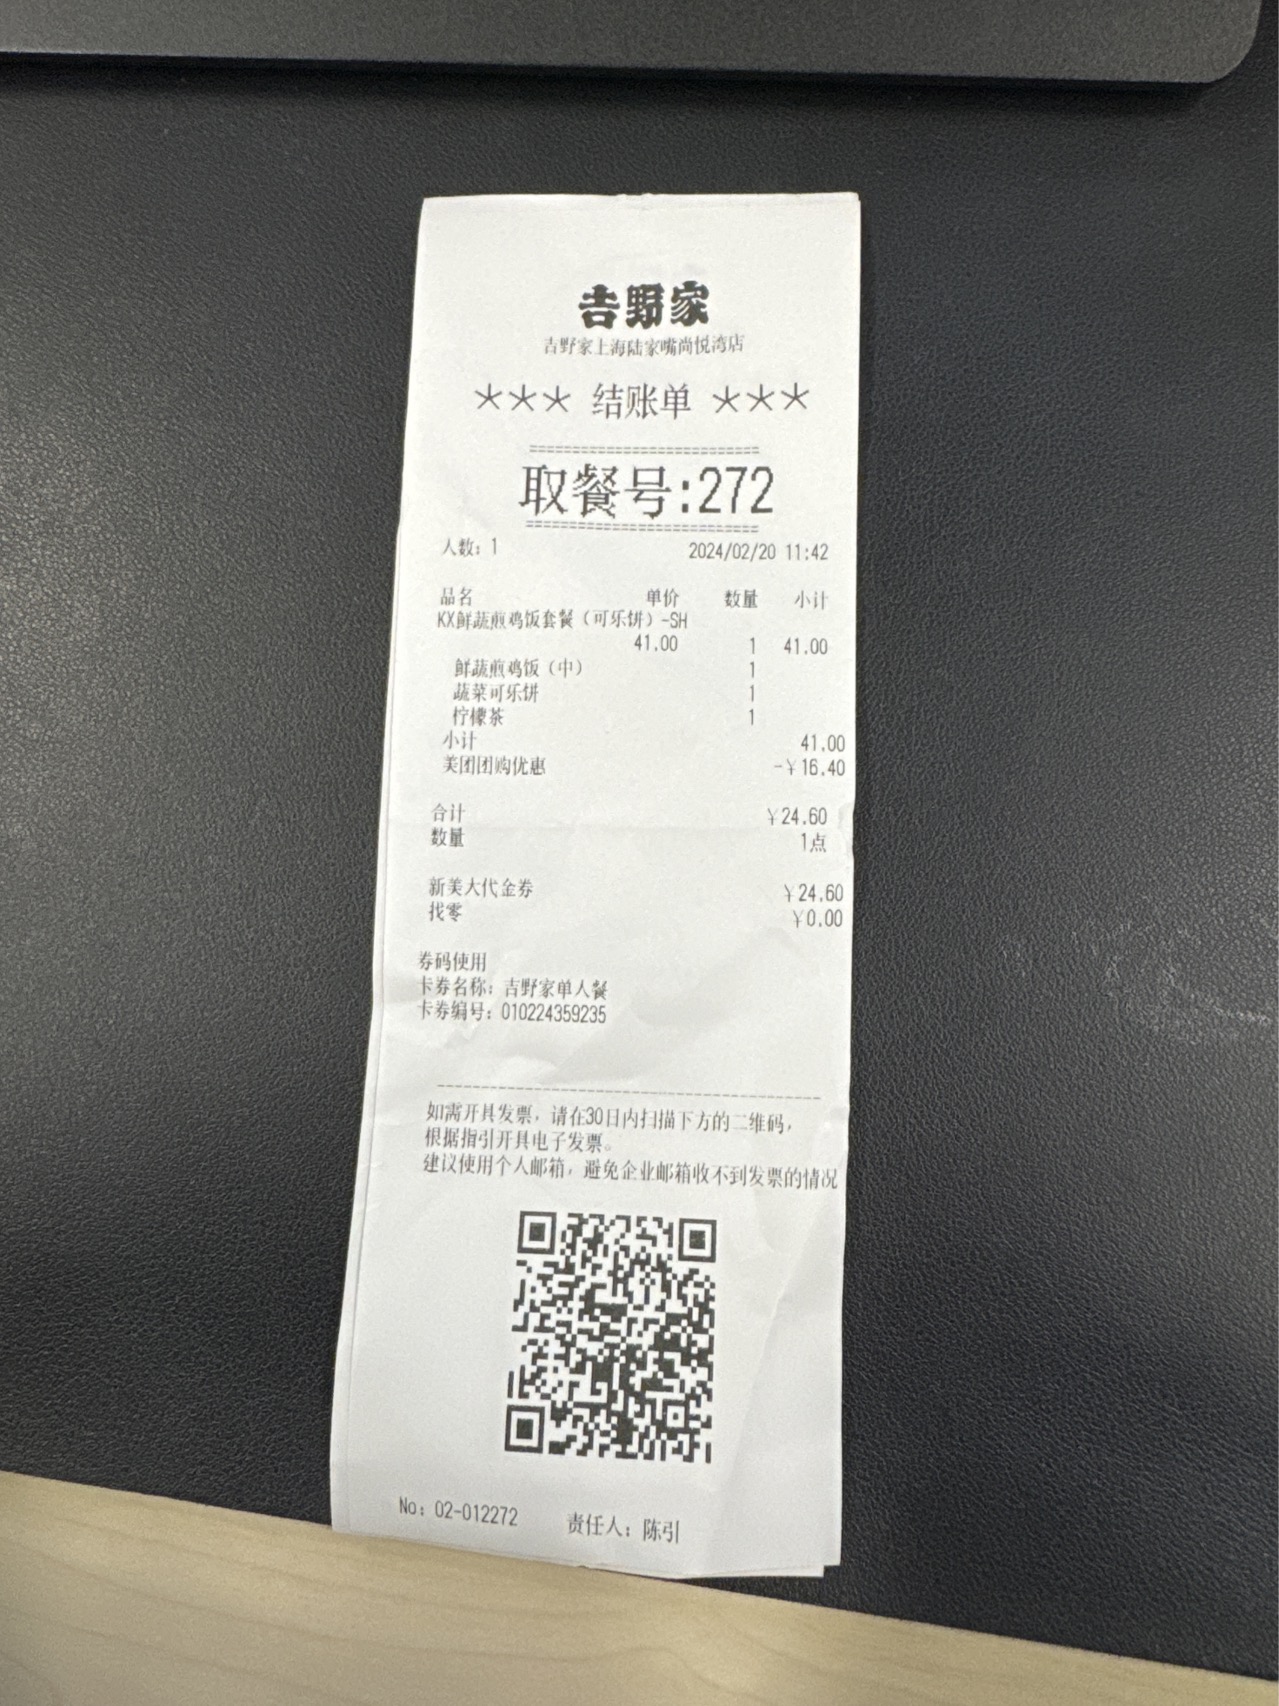 吉野家
吉野家上海陆家嘴尚悦湾店
*** 结账单 ***
==============================
取餐号:272
==============================
人数: 1 2024/02/20 11:42
品名 单价 数量 小计
KX鲜蔬煎鸡饭套餐（可乐饼）-SH
41.00 1 41.00
鲜蔬煎鸡饭（中） 1
蔬菜可乐饼 1
柠檬茶 1
小计 41.00
美团团购优惠 -￥16.40
合计 ￥24.60
数量 1点
新美大代金券 ￥24.60
找零 ￥0.00
券码使用
卡券名称: 吉野家单人餐
卡券编号: 010224359235
--------------------------------------------------
如需开具发票，请在30日内扫描下方的二维码，
根据指引开具电子发票。
建议使用个人邮箱，避免企业邮箱收不到发票的情况
No: 02-012272 责任人: 陈引